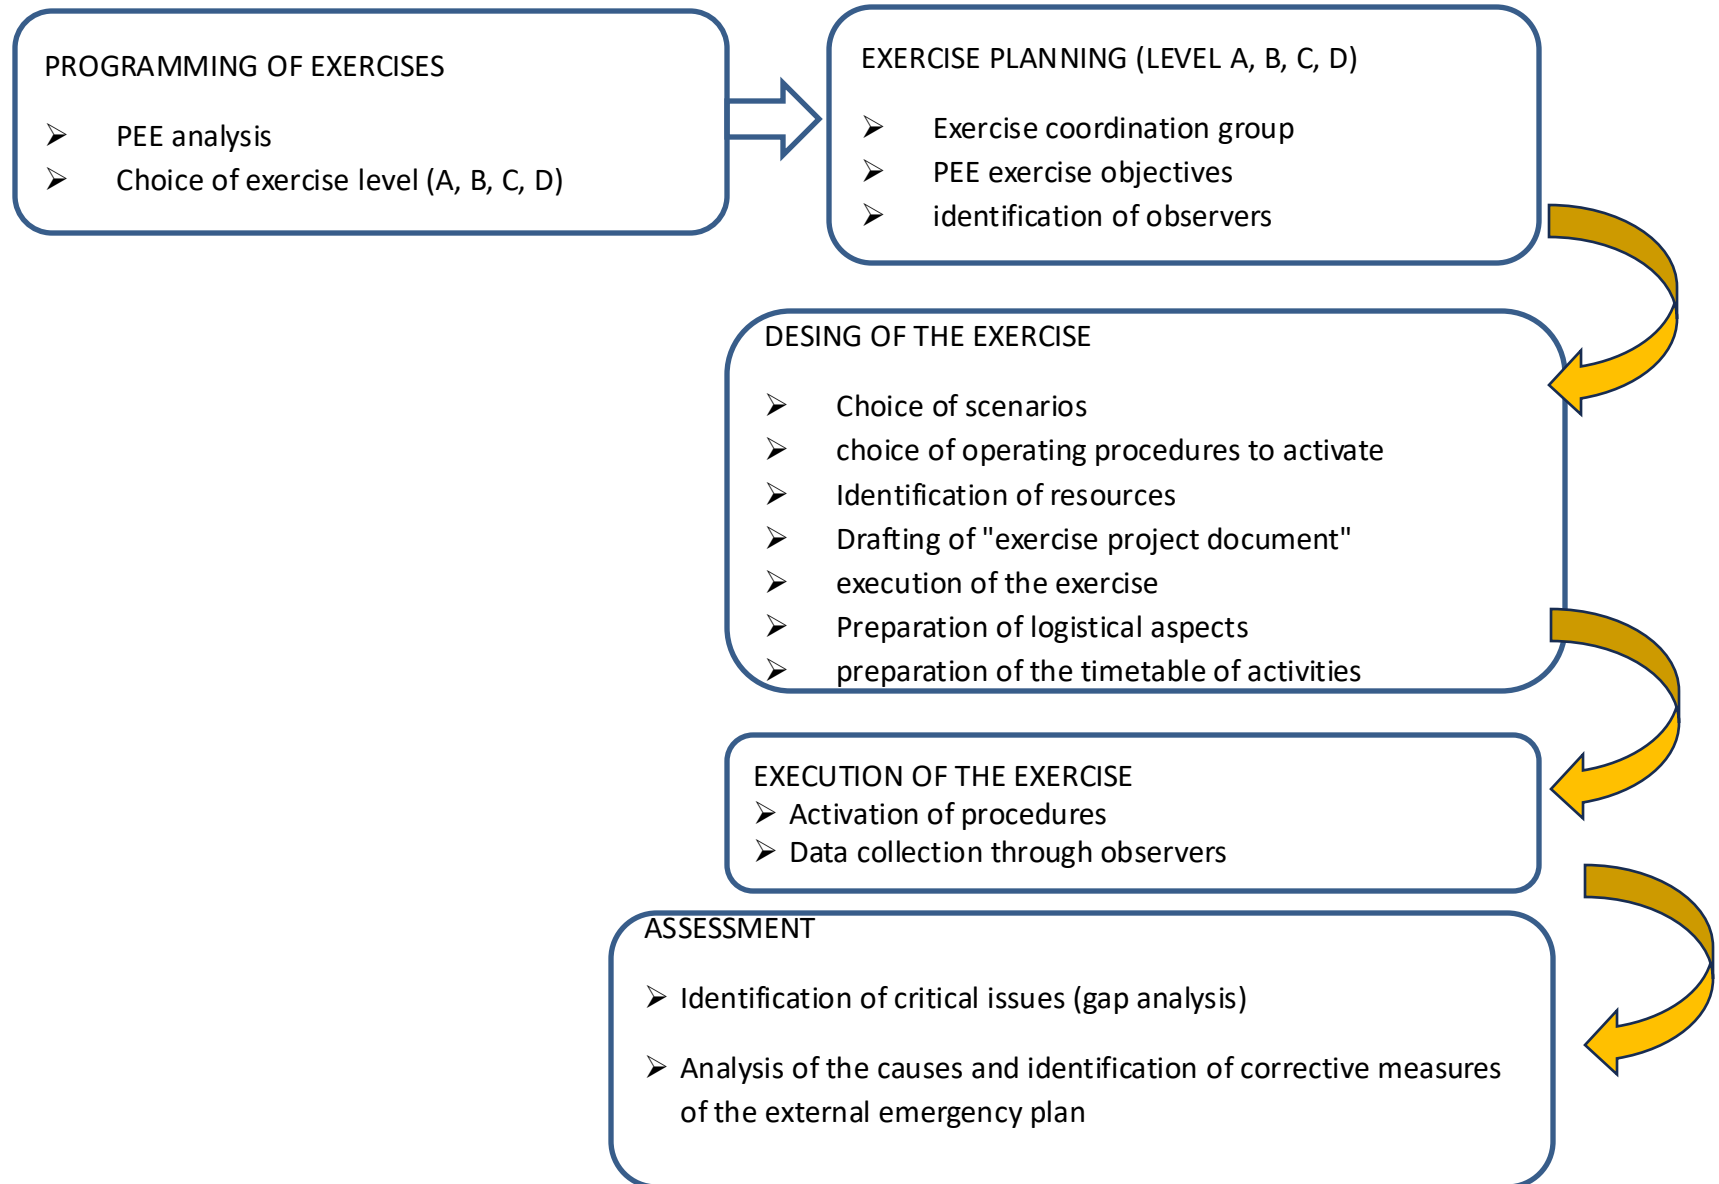 PROGRAMMING OF EXERCISES
➢ PEE analysis
➢ Choice of exercise level (A, B, C, D)
EXERCISE PLANNING (LEVEL A, B, C, D)
➢ Exercise coordination group
➢ PEE exercise objectives
➢ identification of observers
DESING OF THE EXERCISE
➢ Choice of scenarios
➢ choice of operating procedures to activate
➢ Identification of resources
➢ Drafting of "exercise project document"
➢ execution of the exercise
➢ Preparation of logistical aspects
➢ preparation of the timetable of activities
EXECUTION OF THE EXERCISE
➢ Activation of procedures
➢ Data collection through observers
ASSESSMENT
➢ Identification of critical issues (gap analysis)
➢ Analysis of the causes and identification of corrective measures
of the external emergency plan